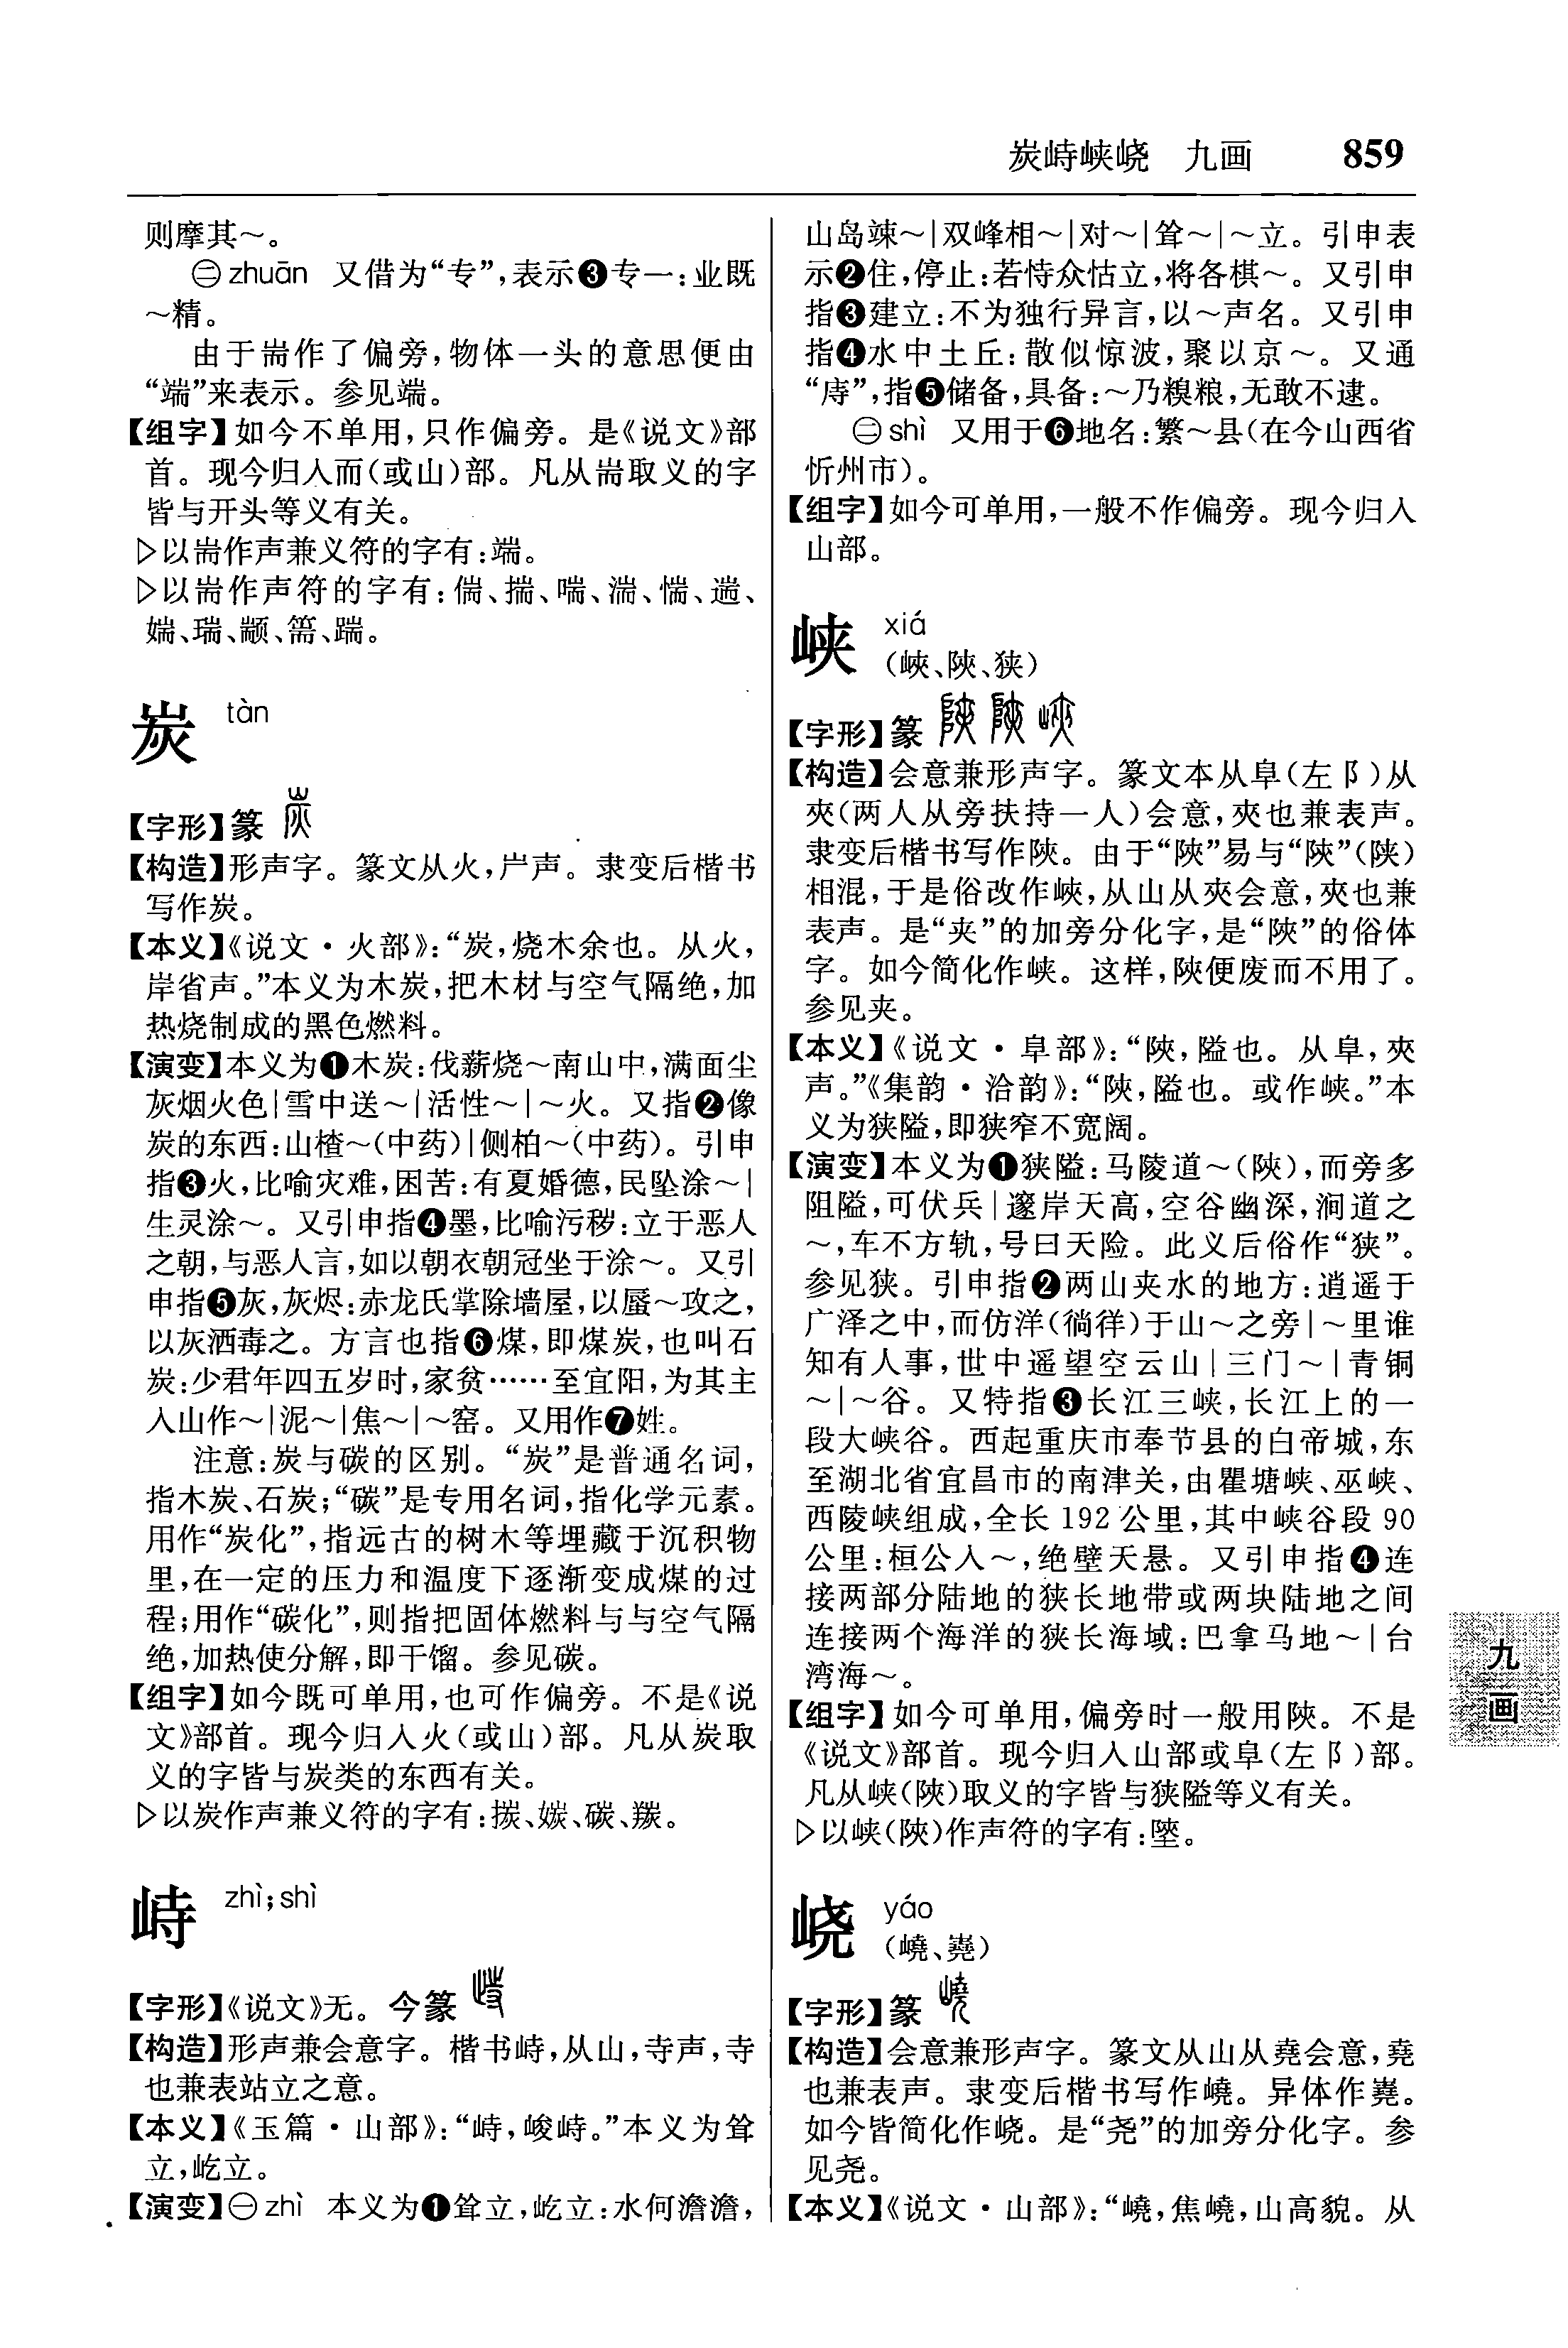 炭峙峡峣　九画　859
则摩其～。
㊁zhuān　又借为“专”，表示❸专一：业既
～精。
由于耑作了偏旁，物体一头的意思便由
“端”来表示。参见端。
【组字】如今不单用，只作偏旁。是《说文》部
首。现今归入而（或山）部。凡从耑取义的字
皆与开头等义有关。
▷以耑作声兼义符的字有：端。
▷以耑作声符的字有：偳、揣、喘、湍、惴、遄、
媏、瑞、颛、篅、踹。
炭　tàn
【字形】篆
【构造】形声字。篆文从火，屵声。隶变后楷书
写作炭。
【本义】《说文·火部》：“炭，烧木余也。从火，
岸省声。”本义为木炭，把木材与空气隔绝，加
热烧制成的黑色燃料。
【演变】本义为❶木炭：伐薪烧～南山中，满面尘
灰烟火色|雪中送～|活性～|～火。又指❷像
炭的东西：山楂～（中药）|侧柏～（中药）。引申
指❸火，比喻灾难，困苦：有夏婚德，民坠涂～|
生灵涂～。又引申指❹墨，比喻污秽：立于恶人
之朝，与恶人言，如以朝衣朝冠坐于涂～。又引
申指❺灰，灰烬：赤龙氏掌除墙屋，以蜃～攻之，
以灰洒毒之。方言也指❻煤，即煤炭，也叫石
炭：少君年四五岁时，家贫……至宜阳，为其主
入山作～|泥～|焦～|～窑。又用作❼姓。
注意：炭与碳的区别。“炭”是普通名词，
指木炭、石炭；“碳”是专用名词，指化学元素。
用作“炭化”，指远古的树木等埋藏于沉积物
里，在一定的压力和温度下逐渐变成煤的过
程；用作“碳化”，则指把固体燃料与与空气隔
绝，加热使分解，即干馏。参见碳。
【组字】如今既可单用，也可作偏旁。不是《说
文》部首。现今归入火（或山）部。凡从炭取
义的字皆与炭类的东西有关。
▷以炭作声兼义符的字有：㨤、嫨、碳、羰。
峙　zhì；shì
【字形】《说文》无。今篆
【构造】形声兼会意字。楷书峙，从山，寺声，寺
也兼表站立之意。
【本义】《玉篇·山部》：“峙，峻峙。”本义为耸
立，屹立。
【演变】㊀zhì　本义为❶耸立，屹立：水何澹澹，
山岛竦～|双峰相～|对～|耸～|～立。引申表
示❷住，停止：若恃众怙立，将各棋～。又引申
指❸建立：不为独行异言，以～声名。又引申
指❹水中土丘：散似惊波，聚以京～。又通
“庤”，指❺储备，具备：～乃糗粮，无敢不逮。
㊁shì　又用于❻地名：繁～县（在今山西省
忻州市）。
【组字】如今可单用，一般不作偏旁。现今归入
山部。
峡　xiá
（峽、陜、狭）
【字形】篆
【构造】会意兼形声字。篆文本从阜（左阝）从
夾（两人从旁扶持一人）会意，夾也兼表声。
隶变后楷书写作陜。由于“陜”易与“陝”（陕）
相混，于是俗改作峽，从山从夾会意，夾也兼
表声。是“夹”的加旁分化字，是“陜”的俗体
字。如今简化作峡。这样，陜便废而不用了。
参见夹。
【本义】《说文·阜部》：“陜，隘也。从阜，夾
声。”《集韵·洽韵》：“陜，隘也。或作峡。”本
义为狭隘，即狭窄不宽阔。
【演变】本义为❶狭隘：马陵道～（陜），而旁多
阻隘，可伏兵|邃岸天高，空谷幽深，涧道之
～，车不方轨，号曰天险。此义后俗作“狭”。
参见狭。引申指❷两山夹水的地方：逍遥于
广泽之中，而仿洋（徜徉）于山～之旁|～里谁
知有人事，世中遥望空云山|三门～|青铜
～|～谷。又特指❸长江三峡，长江上的一
段大峡谷。西起重庆市奉节县的白帝城，东
至湖北省宜昌市的南津关，由瞿塘峡、巫峡、
西陵峡组成，全长192公里，其中峡谷段90
公里：桓公入～，绝壁天悬。又引申指❹连
接两部分陆地的狭长地带或两块陆地之间
连接两个海洋的狭长海域：巴拿马地～|台
湾海～。
【组字】如今可单用，偏旁时一般用陜。不是
《说文》部首。现今归入山部或阜（左阝）部。
凡从峡（陜）取义的字皆与狭隘等义有关。
▷以峡（陜）作声符的字有：墬。
峣　yáo
（嶢、嶤）
【字形】篆
【构造】会意兼形声字。篆文从山从堯会意，堯
也兼表声。隶变后楷书写作嶢。异体作嶤。
如今皆简化作峣。是“尧”的加旁分化字。参
见尧。
【本义】《说文·山部》：“嶢，焦嶢，山高貌。从
九画